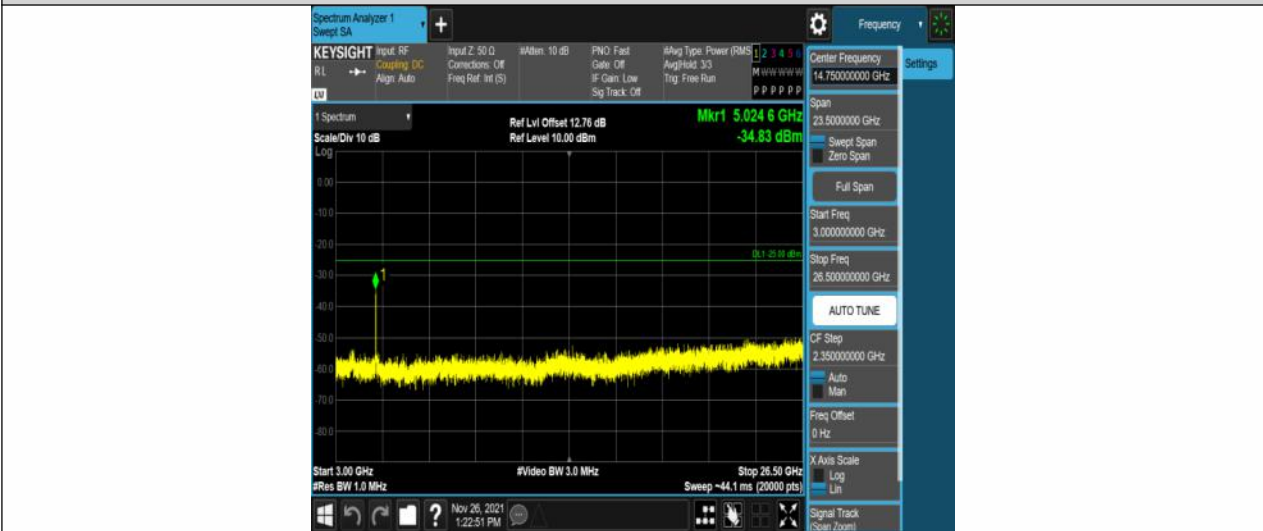 Spectrum Analyzer 1
Swept SA
+
Frequency
KEYSIGHT
Input: RF
Coupling: DC
Align: Auto
RL
Input Z: 50 Ω
Corrections: Off
Freq Ref: Int (S)
#Atten: 10 dB
PNO: Fast
Gate: Off
IF Gain: Low
Sig Track: Off
#Avg Type: Power (RMS
Avg|Hold: 3/3
Trig: Free Run
1 2 3 4 5 6
M W W W W W
P P P P P P
1 Spectrum
Scale/Div 10 dB
Ref Lvl Offset 12.76 dB
Ref Level 10.00 dBm
Mkr1 5.024 6 GHz
-34.83 dBm
Log
0.00
-10.0
-20.0
DL1 -25.00 dBm
-30.0
1
-40.0
-50.0
-60.0
-70.0
-80.0
Start 3.00 GHz
#Res BW 1.0 MHz
#Video BW 3.0 MHz
Stop 26.50 GHz
Sweep ~44.1 ms (20000 pts)
Nov 26, 2021
1:22:51 PM
Center Frequency
14.750000000 GHz
Settings
Span
23.5000000 GHz
Swept Span
Zero Span
Full Span
Start Freq
3.000000000 GHz
Stop Freq
26.500000000 GHz
AUTO TUNE
CF Step
2.350000000 GHz
Auto
Man
Freq Offset
0 Hz
X Axis Scale
Log
Lin
Signal Track
(Span Zoom)